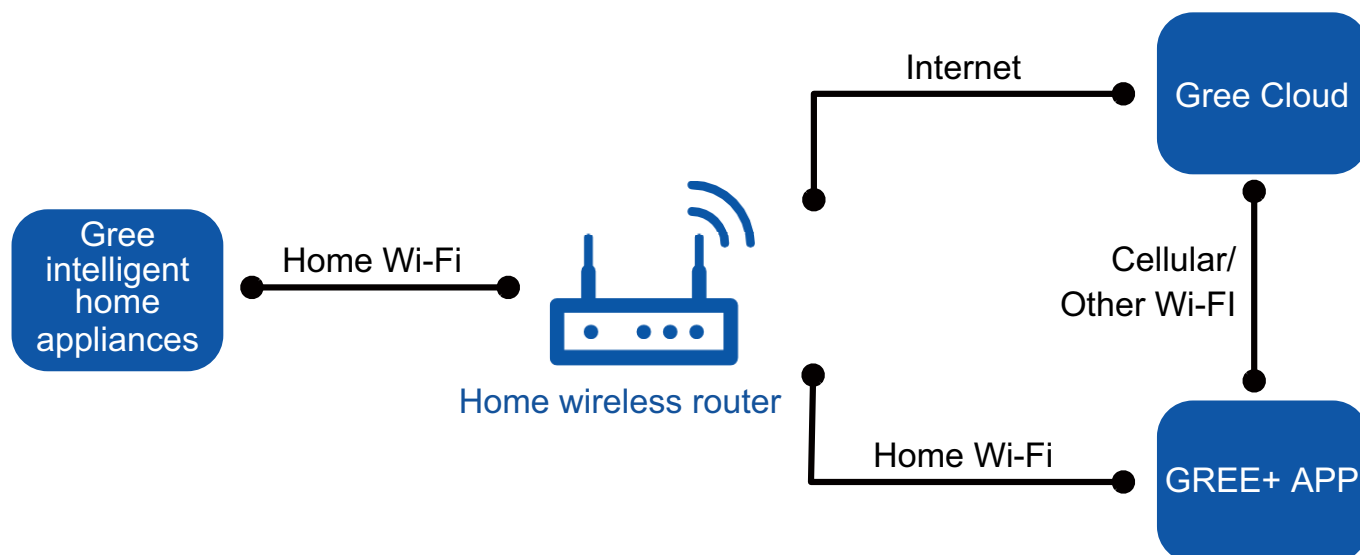 Internet
Gree Cloud
Gree
intelligent
home
appliances
Home Wi-Fi
Cellular/
Other Wi-FI
Home wireless router
Home Wi-Fi
GREE+ APP